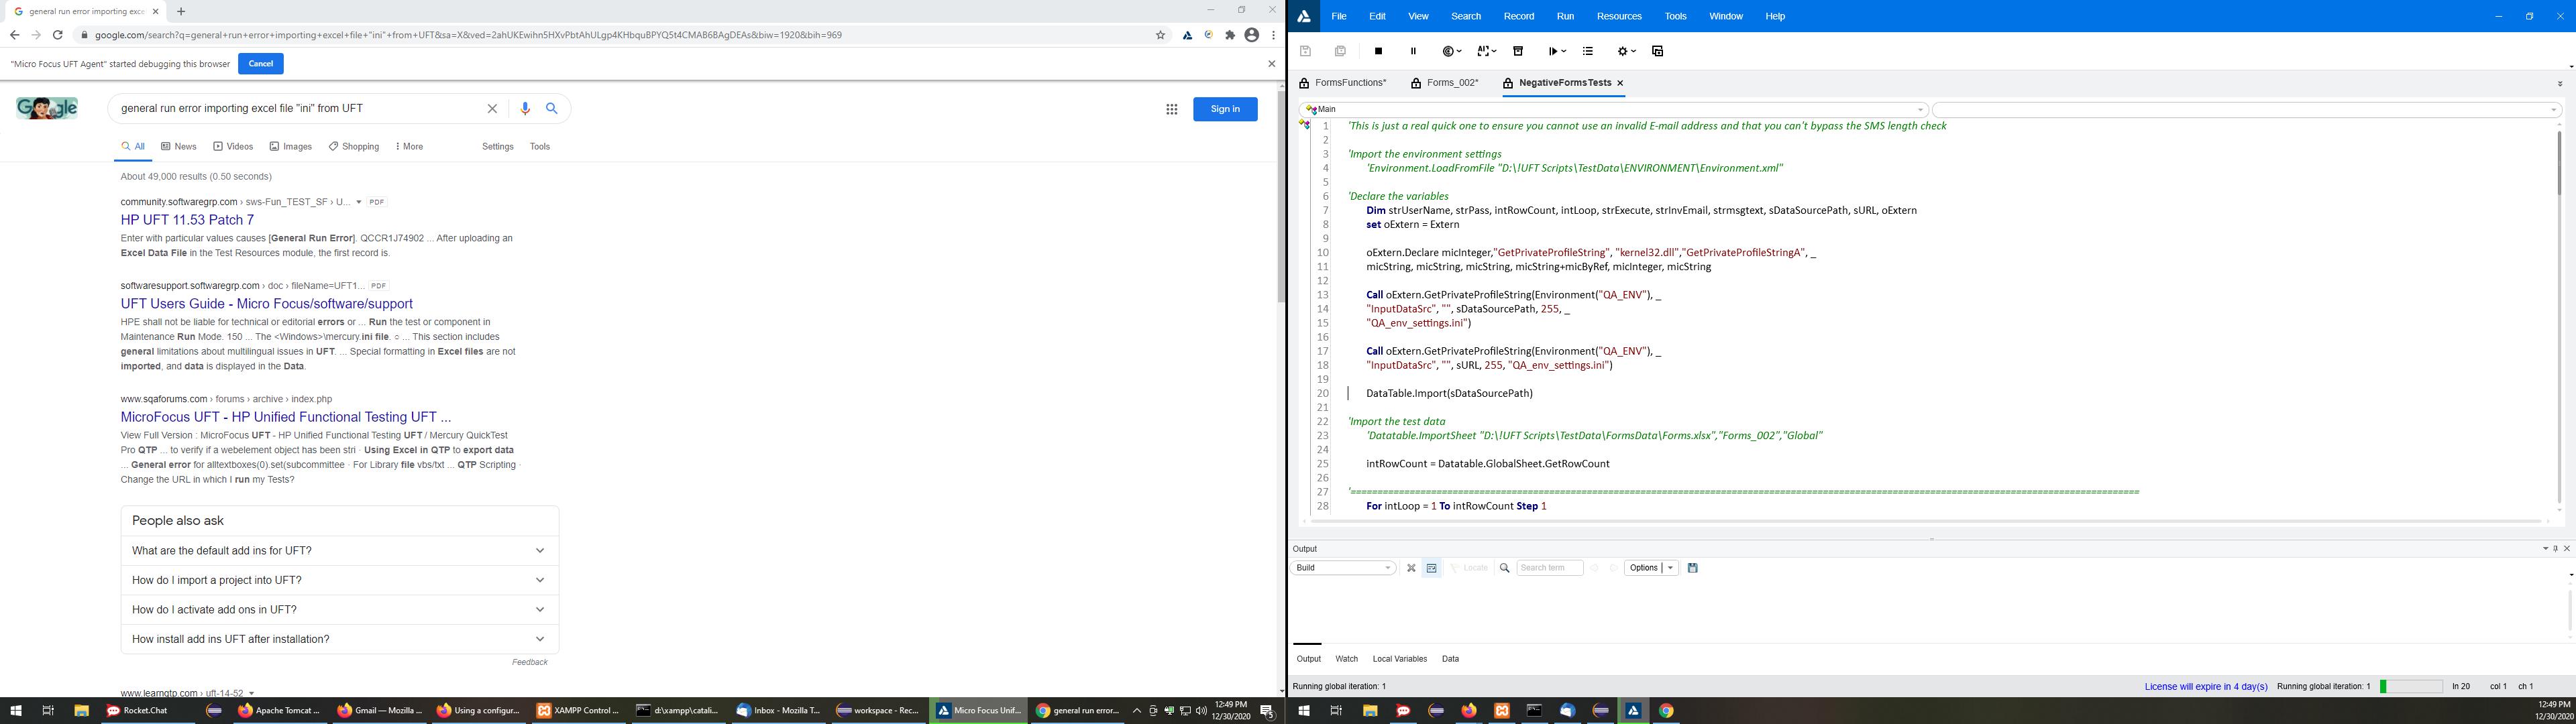 general run error importing exce
google.com/search?q=general+run+error+importing+excel+file+"ini"+from+UFT&sa=X&ved=2ahUKEwihn5HXvPbtAhULgp4KHbquBPYQ5t4CMAB6BAgDEAs&biw=1920&bih=969
"Micro Focus UFT Agent" started debugging this browser
Cancel
general run error importing excel file "ini" from UFT
Sign in
All News Videos Images Shopping More Settings Tools
About 49,000 results (0.50 seconds)
community.softwaregrp.com › sws-Fun_TEST_SF › U... PDF
HP UFT 11.53 Patch 7
Enter with particular values causes [General Run Error]. QCCR1J74902 ... After uploading an
Excel Data File in the Test Resources module, the first record is.
softwaresupport.softwaregrp.com › doc › fileName=UFT1... PDF
UFT Users Guide - Micro Focus/software/support
HPE shall not be liable for technical or editorial errors or ... Run the test or component in
Maintenance Run Mode. 150 ... The <Windows>\mercury.ini file. ○ ... This section includes
general limitations about multilingual issues in UFT. ... Special formatting in Excel files are not
imported, and data is displayed in the Data.
www.sqaforums.com › forums › archive › index.php
MicroFocus UFT - HP Unified Functional Testing UFT ...
View Full Version : MicroFocus UFT - HP Unified Functional Testing UFT / Mercury QuickTest
Pro QTP ... to verify if a webelement object has been stri · Using Excel in QTP to export data
... General error for alltextboxes(0).set(subcommittee · For Library file vbs/txt ... QTP Scripting ·
Change the URL in which I run my Tests?
People also ask
What are the default add ins for UFT?
How do I import a project into UFT?
How do I activate add ons in UFT?
How install add ins UFT after installation?
Feedback
www.learnqtp.com › uft-14-52
Rocket.Chat
Apache Tomcat ...
Gmail — Mozilla ...
Using a configur...
XAMPP Control ...
d:\xampp\catali...
Inbox - Mozilla T...
workspace - Rec...
Micro Focus Unif...
general run error...
12:49 PM
12/30/2020
5
File Edit View Search Record Run Resources Tools Window Help
FormsFunctions* Forms_002* NegativeFormsTests
Main
1 'This is just a real quick one to ensure you cannot use an invalid E-mail address and that you can't bypass the SMS length check
2
3 'Import the environment settings
4 'Environment.LoadFromFile "D:\!UFT Scripts\TestData\ENVIRONMENT\Environment.xml"
5
6 'Declare the variables
7 Dim strUserName, strPass, intRowCount, intLoop, strExecute, strInvEmail, strmsgtext, sDataSourcePath, sURL, oExtern
8 set oExtern = Extern
9
10 oExtern.Declare micInteger,"GetPrivateProfileString", "kernel32.dll","GetPrivateProfileStringA", _
11 micString, micString, micString, micString+micByRef, micInteger, micString
12
13 Call oExtern.GetPrivateProfileString(Environment("QA_ENV"), _
14 "InputDataSrc", "", sDataSourcePath, 255, _
15 "QA_env_settings.ini")
16
17 Call oExtern.GetPrivateProfileString(Environment("QA_ENV"), _
18 "InputDataSrc", "", sURL, 255, "QA_env_settings.ini")
19
20 DataTable.Import(sDataSourcePath)
21
22 'Import the test data
23 'Datatable.ImportSheet "D:\!UFT Scripts\TestData\FormsData\Forms.xlsx","Forms_002","Global"
24
25 intRowCount = Datatable.GlobalSheet.GetRowCount
26
27 '====================================================================================
28 For intLoop = 1 To intRowCount Step 1
Output
Build Locate Search term Options
Output Watch Local Variables Data
Running global iteration: 1 License will expire in 4 day(s) Running global iteration: 1 ln 20 col 1 ch 1
12:49 PM
12/30/2020